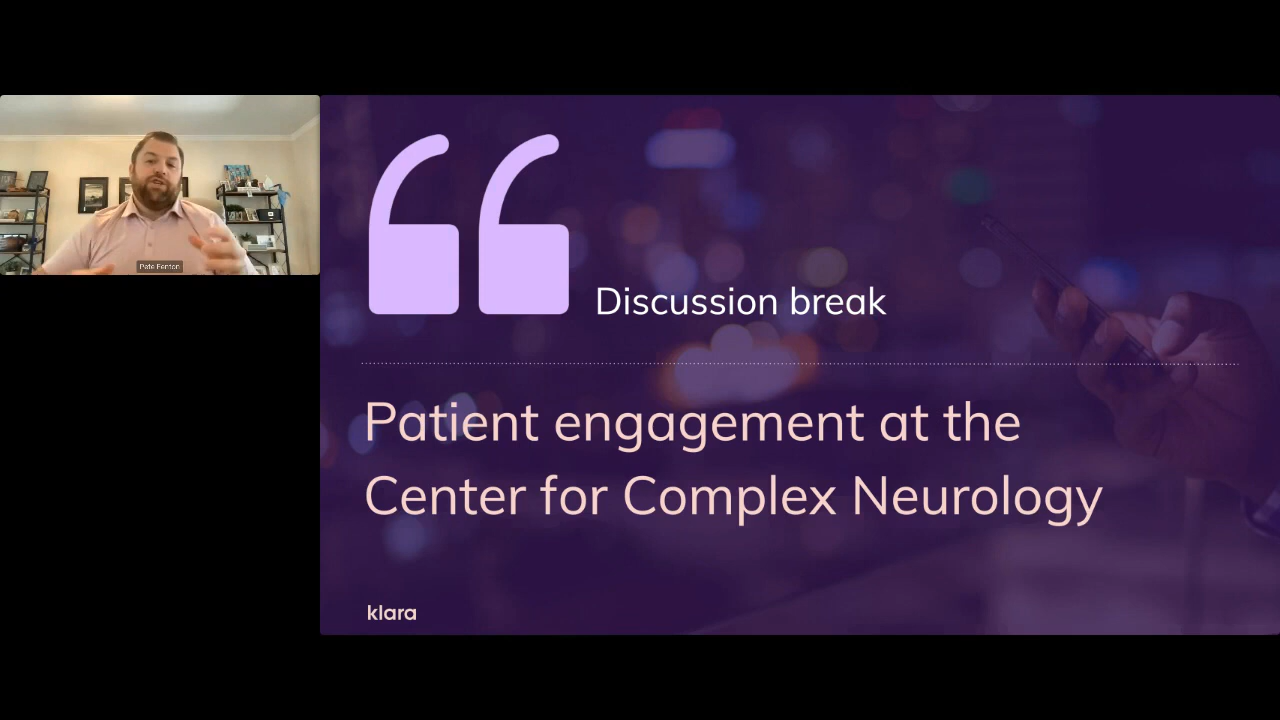 Pete Fenton
Discussion break
Patient engagement at the
Center for Complex Neurology
klara